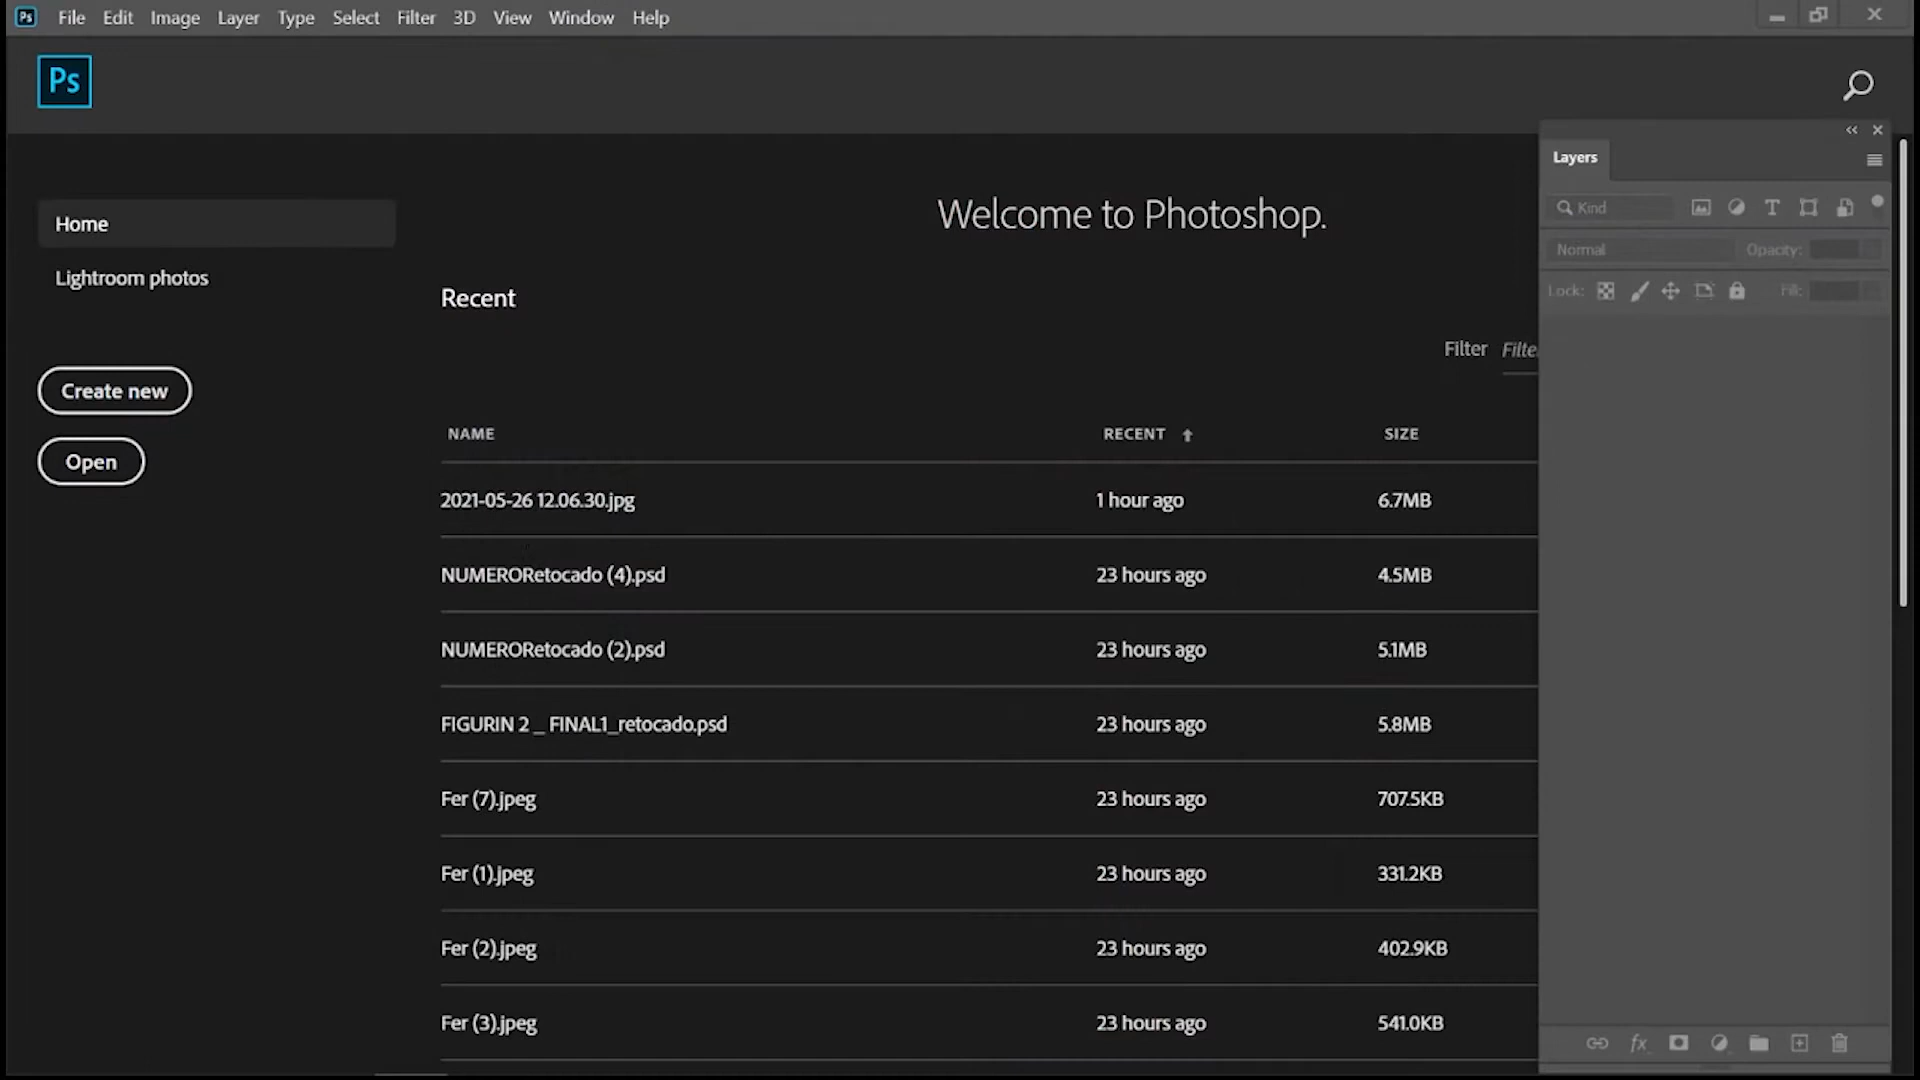 Ps File Edit Image Layer Type Select Filter 3D View Window Help
Ps
Layers
Home
Welcome to Photoshop.
Kind
Normal Opacity:
Lightroom photos
Recent
Lock: Fill:
Filter Filte
Create new
NAME RECENT SIZE
Open
2021-05-26 12.06.30.jpg 1 hour ago 6.7MB
NUMERORetocado (4).psd 23 hours ago 4.5MB
NUMERORetocado (2).psd 23 hours ago 5.1MB
FIGURIN 2 _ FINAL1_retocado.psd 23 hours ago 5.8MB
Fer (7).jpeg 23 hours ago 707.5KB
Fer (1).jpeg 23 hours ago 331.2KB
Fer (2).jpeg 23 hours ago 402.9KB
Fer (3).jpeg 23 hours ago 541.0KB
fx